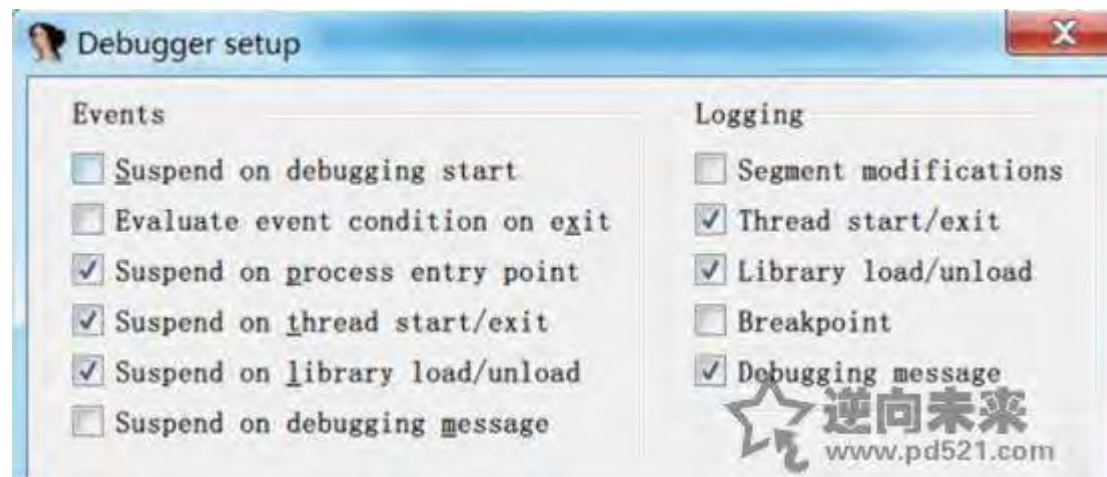 Debugger setup
Events
Suspend on debugging start
Evaluate event condition on exit
Suspend on process entry point
Suspend on thread start/exit
Suspend on library load/unload
Suspend on debugging message
Logging
Segment modifications
Thread start/exit
Library load/unload
Breakpoint
Debugging message
逆向未来
www.pd521.com